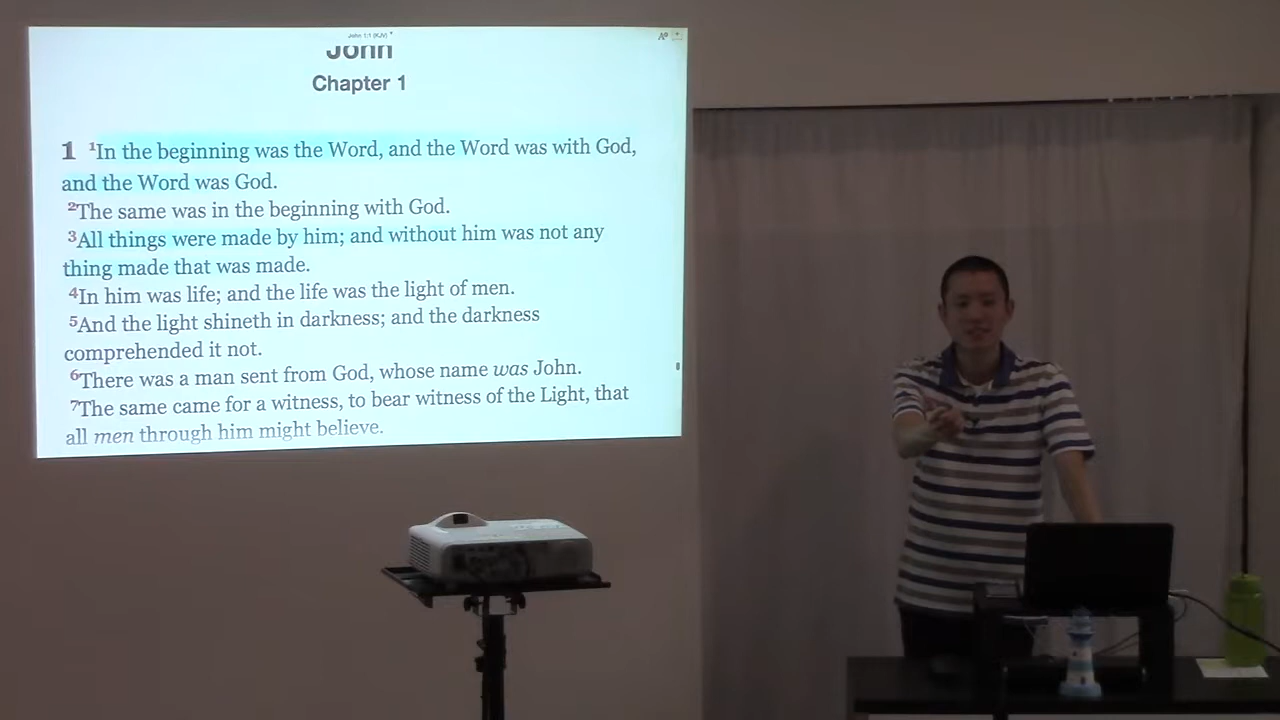 John 1:1 (KJV)
John
Chapter 1
1 ¹In the beginning was the Word, and the Word was with God,
and the Word was God.
²The same was in the beginning with God.
³All things were made by him; and without him was not any
thing made that was made.
⁴In him was life; and the life was the light of men.
⁵And the light shineth in darkness; and the darkness
comprehended it not.
⁶There was a man sent from God, whose name was John.
⁷The same came for a witness, to bear witness of the Light, that
all men through him might believe.